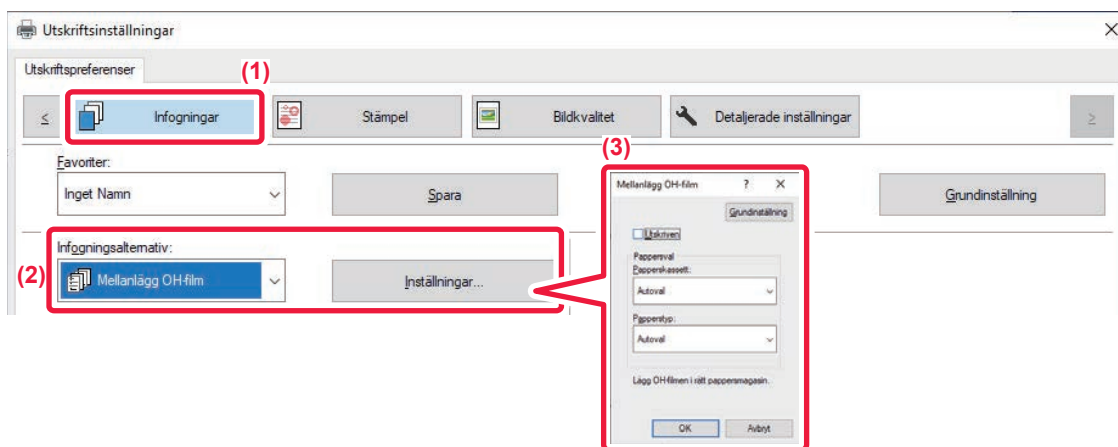 Utskriftsinställningar
Utskriftspreferenser
(1)
< Infogningar Stämpel Bildkvalitet Detaljerade inställningar >
(3)
Favoriter:
Inget Namn Spara Grundinställning
(2)
Infogningsalternativ:
Mellanlägg OH-film Inställningar...
Mellanlägg OH-film ? ×
Grundinställning
Utskriven
Pappersval
Papperskassett:
Autoval
Papperstyp:
Autoval
Lägg OH-filmen i rätt pappersmagasin.
OK Avbryt